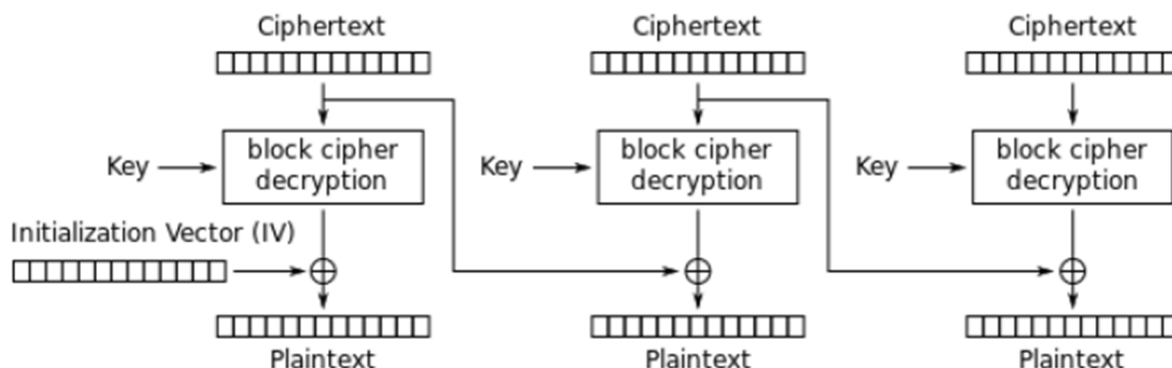 Ciphertext Ciphertext Ciphertext
Key block cipher decryption Key block cipher decryption Key block cipher decryption
Initialization Vector (IV)
Plaintext Plaintext Plaintext